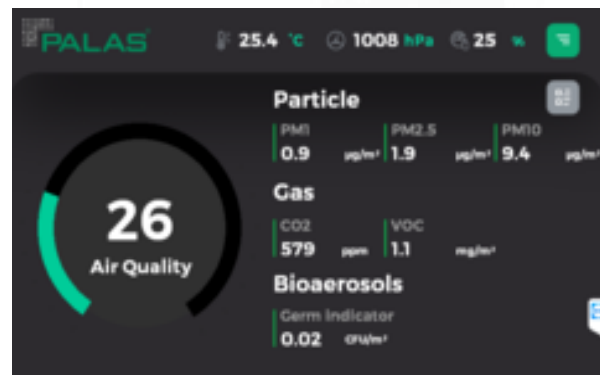 PALAS 25.4 °C 1008 hPa 25 %
Particle
PM1 PM2.5 PM10
0.9 µg/m³ 1.9 µg/m³ 9.4 µg/m³
Gas
CO2 VOC
579 ppm 1.1 mg/m³
26
Air Quality
Bioaerosols
Germ Indicator
0.02 CFU/m³